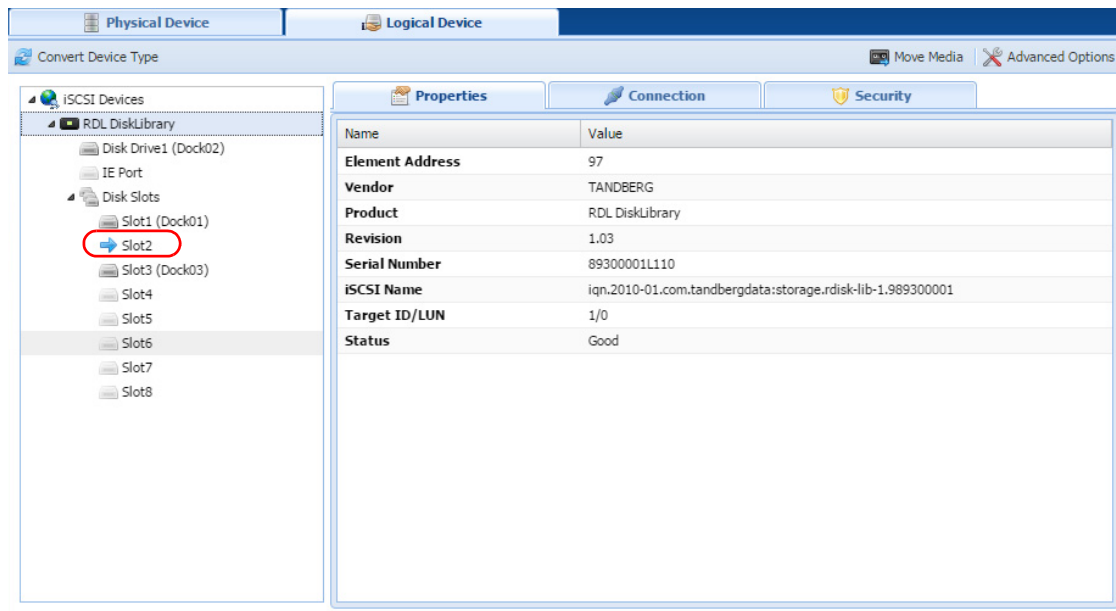 Physical Device
Logical Device
Convert Device Type
Move Media
Advanced Options
iSCSI Devices
RDL DiskLibrary
Disk Drive1 (Dock02)
IE Port
Disk Slots
Slot1 (Dock01)
Slot2
Slot3 (Dock03)
Slot4
Slot5
Slot6
Slot7
Slot8
Properties
Connection
Security
Name Value
Element Address 97
Vendor TANDBERG
Product RDL DiskLibrary
Revision 1.03
Serial Number 89300001L110
iSCSI Name iqn.2010-01.com.tandbergdata:storage.rdisk-lib-1.989300001
Target ID/LUN 1/0
Status Good